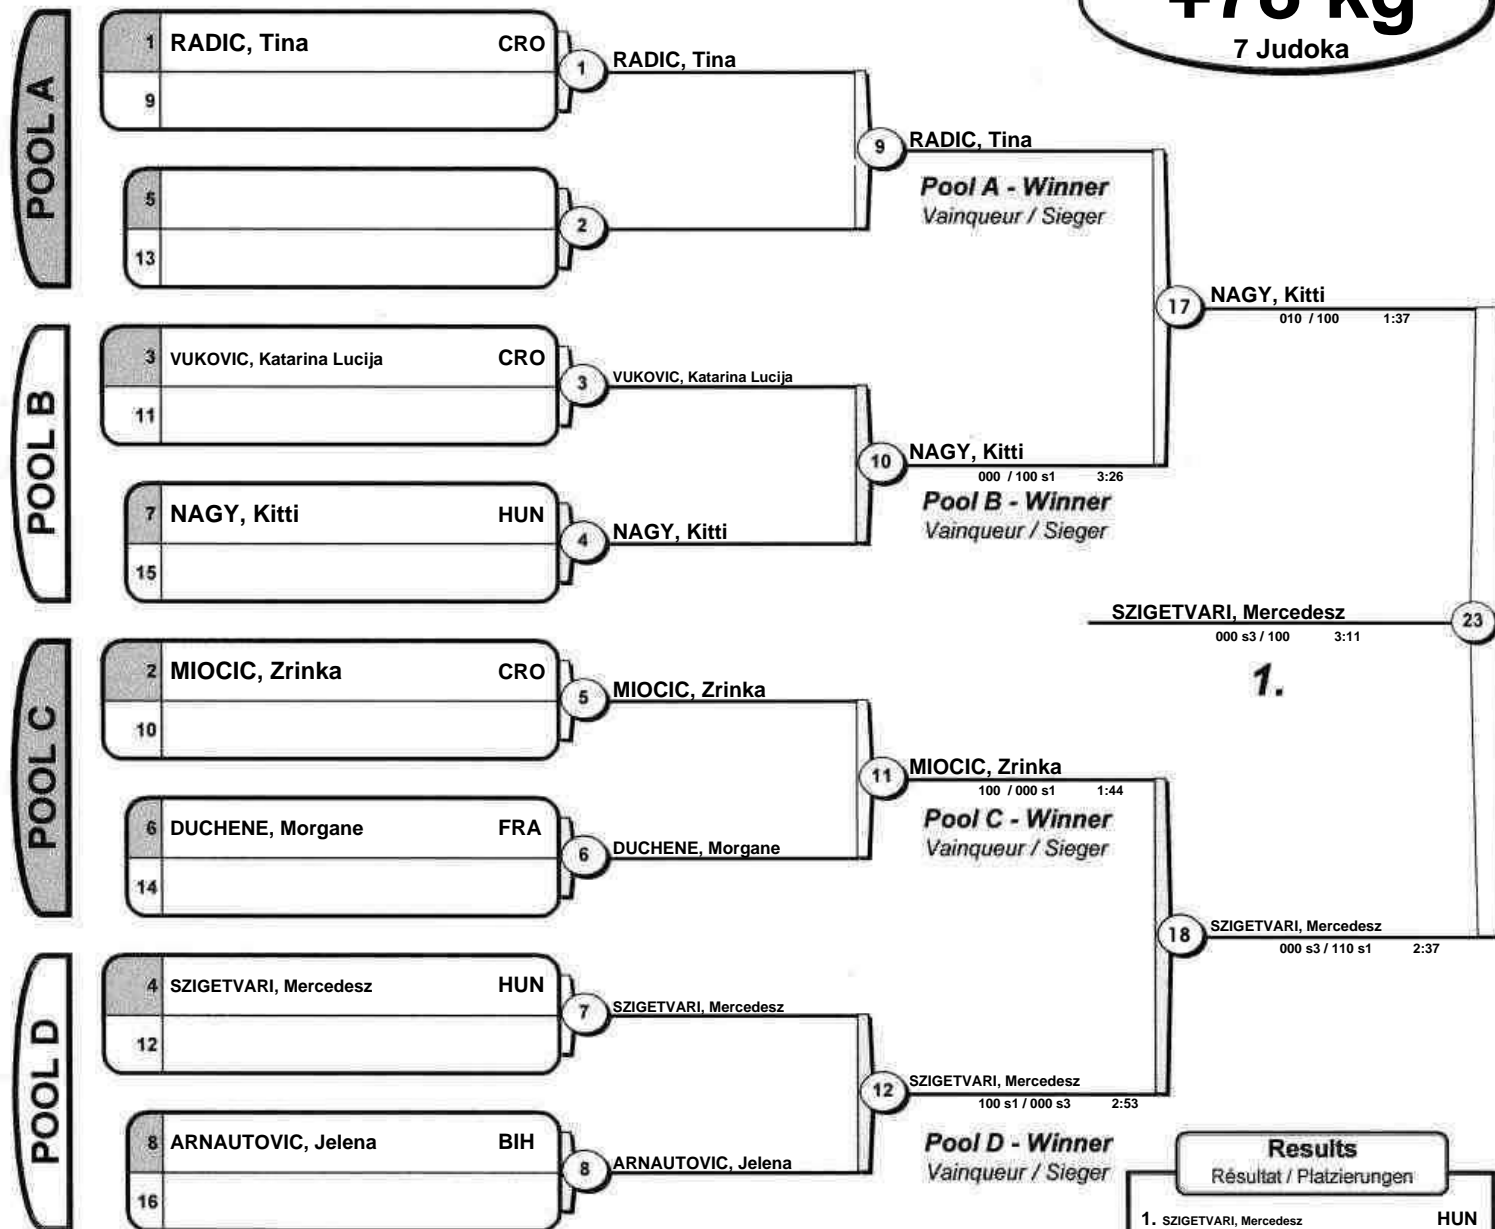 +78 kg
7 Judoka
POOL A
1 RADIC, Tina CRO
9
1 RADIC, Tina
5
13
2
9 RADIC, Tina
Pool A - Winner
Vainqueur / Sieger
POOL B
3 VUKOVIC, Katarina Lucija CRO
11
3 VUKOVIC, Katarina Lucija
7 NAGY, Kitti HUN
15
4 NAGY, Kitti
10 NAGY, Kitti
000 / 100 s1 3:26
Pool B - Winner
Vainqueur / Sieger
17 NAGY, Kitti
010 / 100 1:37
SZIGETVARI, Mercedesz 23
000 s3 / 100 3:11
1.
POOL C
2 MIOCIC, Zrinka CRO
10
5 MIOCIC, Zrinka
6 DUCHENE, Morgane FRA
14
6 DUCHENE, Morgane
11 MIOCIC, Zrinka
100 / 000 s1 1:44
Pool C - Winner
Vainqueur / Sieger
18 SZIGETVARI, Mercedesz
000 s3 / 110 s1 2:37
POOL D
4 SZIGETVARI, Mercedesz HUN
12
7 SZIGETVARI, Mercedesz
8 ARNAUTOVIC, Jelena BIH
16
8 ARNAUTOVIC, Jelena
12 SZIGETVARI, Mercedesz
100 s1 / 000 s3 2:53
Pool D - Winner
Vainqueur / Sieger
Results
Résultat / Platzierungen
1. SZIGETVARI, Mercedesz HUN